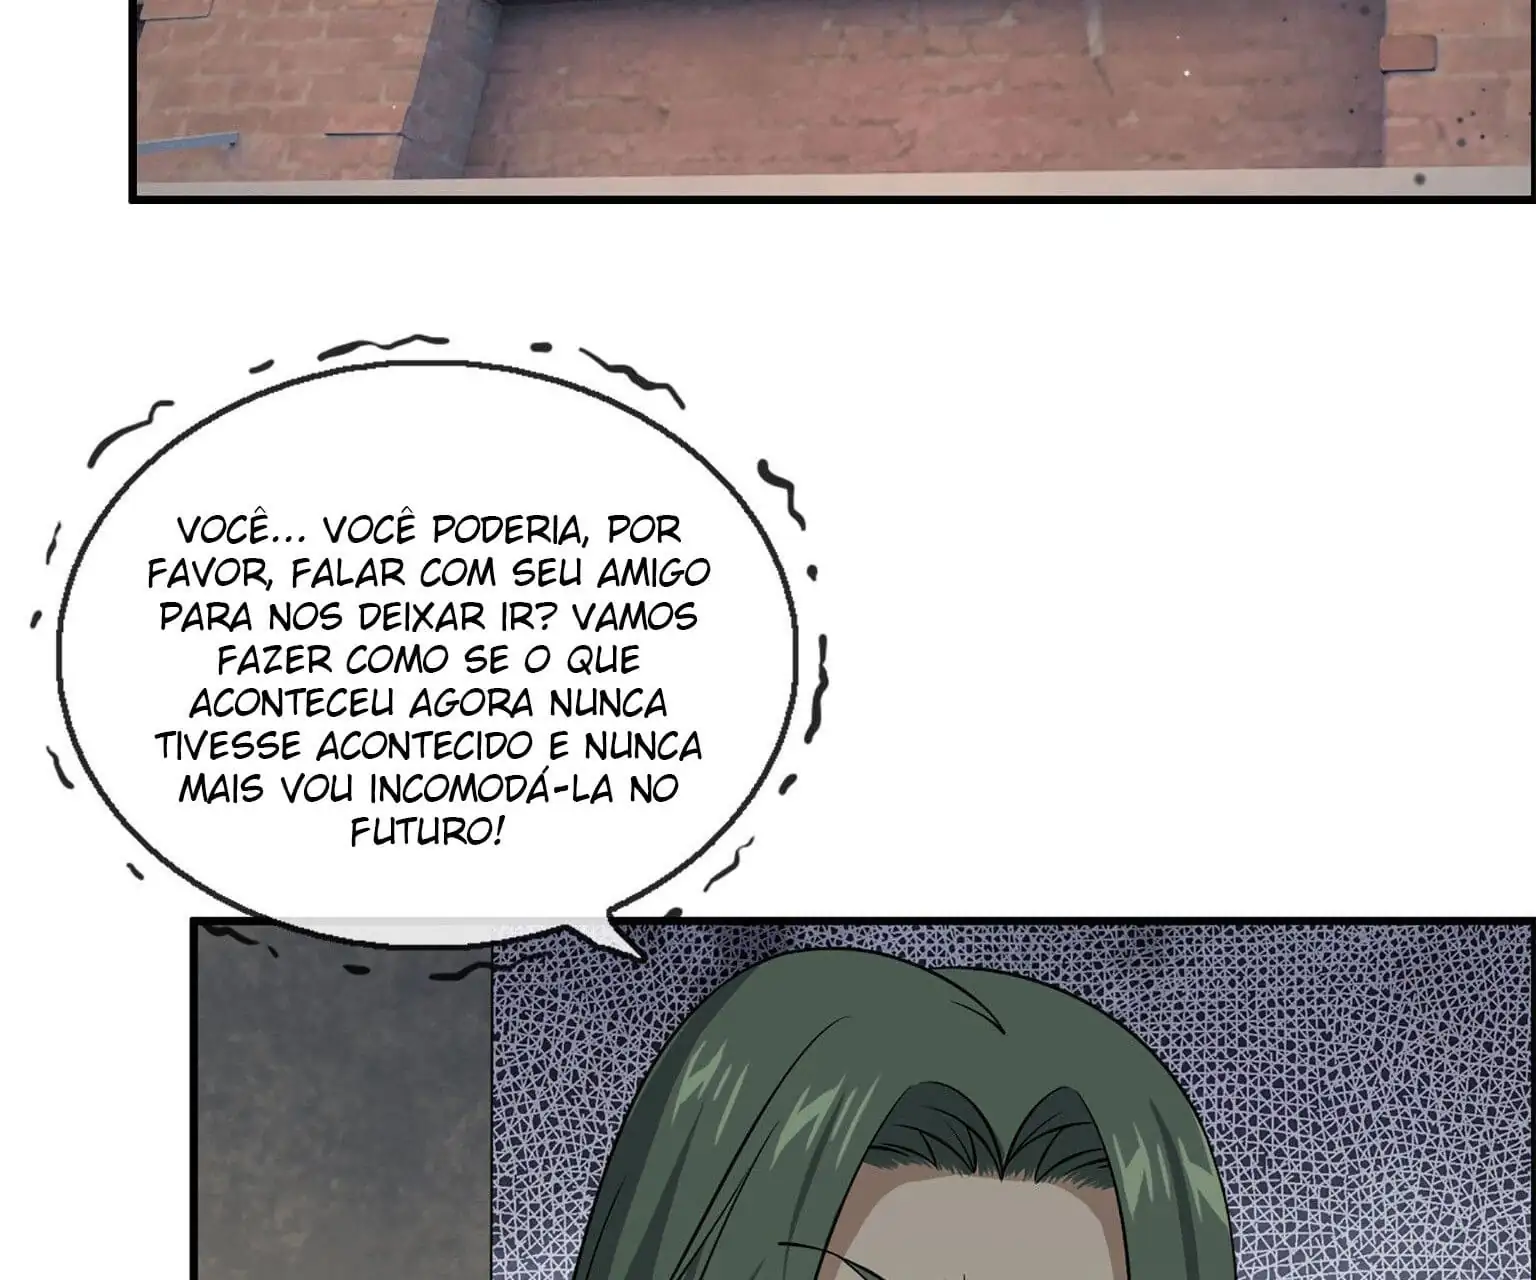 VOCÊ... VOCÊ PODERIA, POR
FAVOR, FALAR COM SEU AMIGO
PARA NOS DEIXAR IR? VAMOS
FAZER COMO SE O QUE
ACONTECEU AGORA NUNCA
TIVESSE ACONTECIDO E NUNCA
MAIS VOU INCOMODÁ-LA NO
FUTURO!